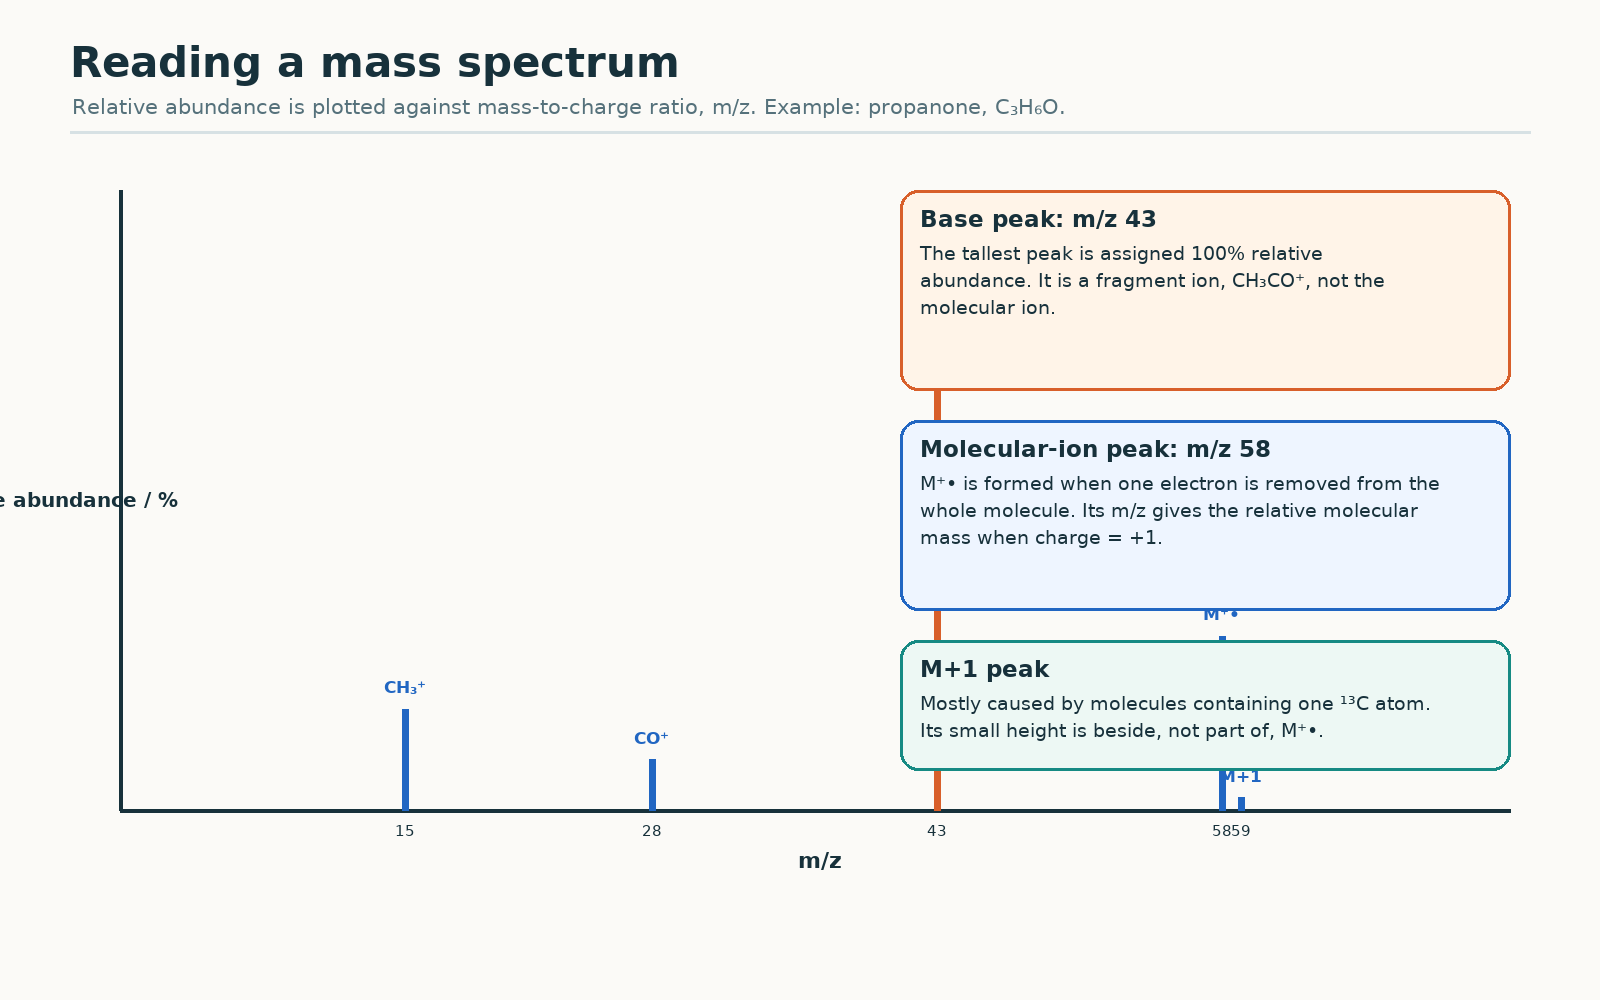 Reading a mass spectrum
Relative abundance is plotted against mass-to-charge ratio, m/z. Example: propanone, C₃H₆O.
Base peak: m/z 43
The tallest peak is assigned 100% relative
abundance. It is a fragment ion, CH₃CO⁺, not the
molecular ion.
Molecular-ion peak: m/z 58
M⁺• is formed when one electron is removed from the
whole molecule. Its m/z gives the relative molecular
mass when charge = +1.
abundance / %
M⁺•
M+1 peak
Mostly caused by molecules containing one ¹³C atom.
Its small height is beside, not part of, M⁺•.
CH₃⁺
CO⁺
M+1
15
28
43
58
59
m/z